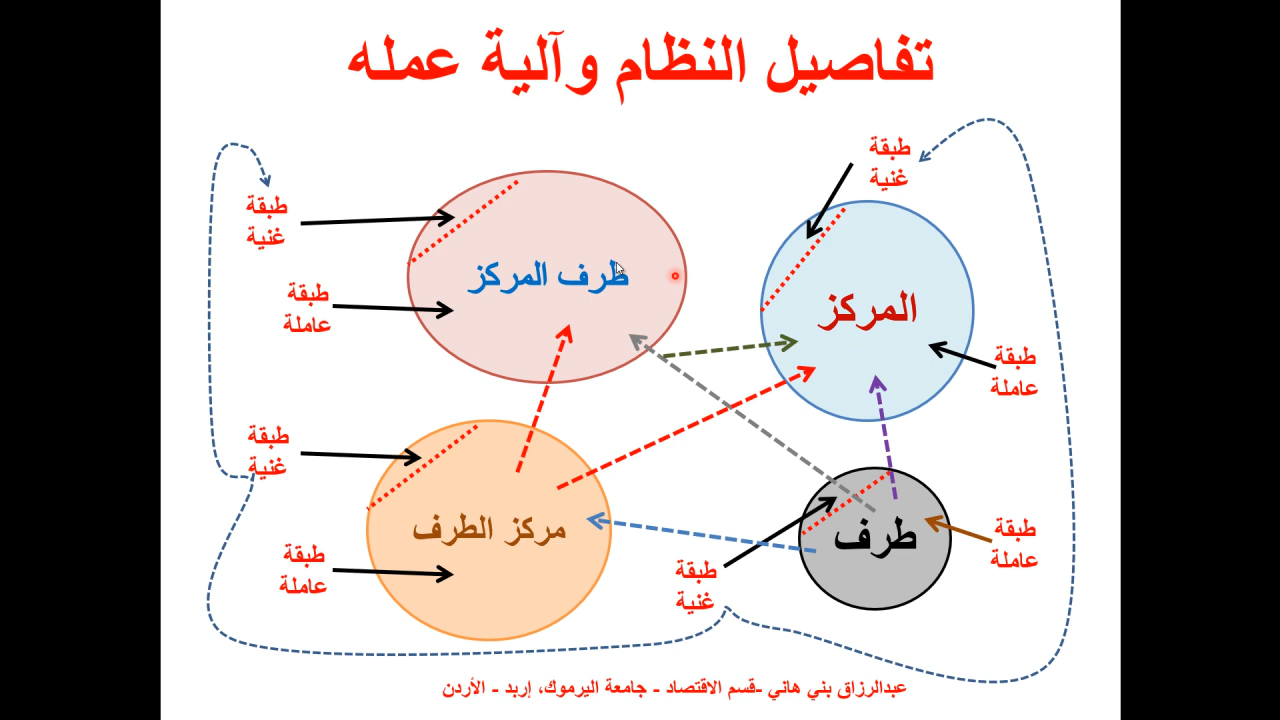 تفاصيل النظام وآلية عمله
طبقة
غنية
طبقة
غنية
المركز
طرف المركز
طبقة
عاملة
طبقة
عاملة
طبقة
غنية
مركز الطرف
طرف
طبقة
عاملة
طبقة
عاملة
طبقة
غنية
عبدالرزاق بني هاني -قسم الاقتصاد - جامعة اليرموك، إربد - الأردن